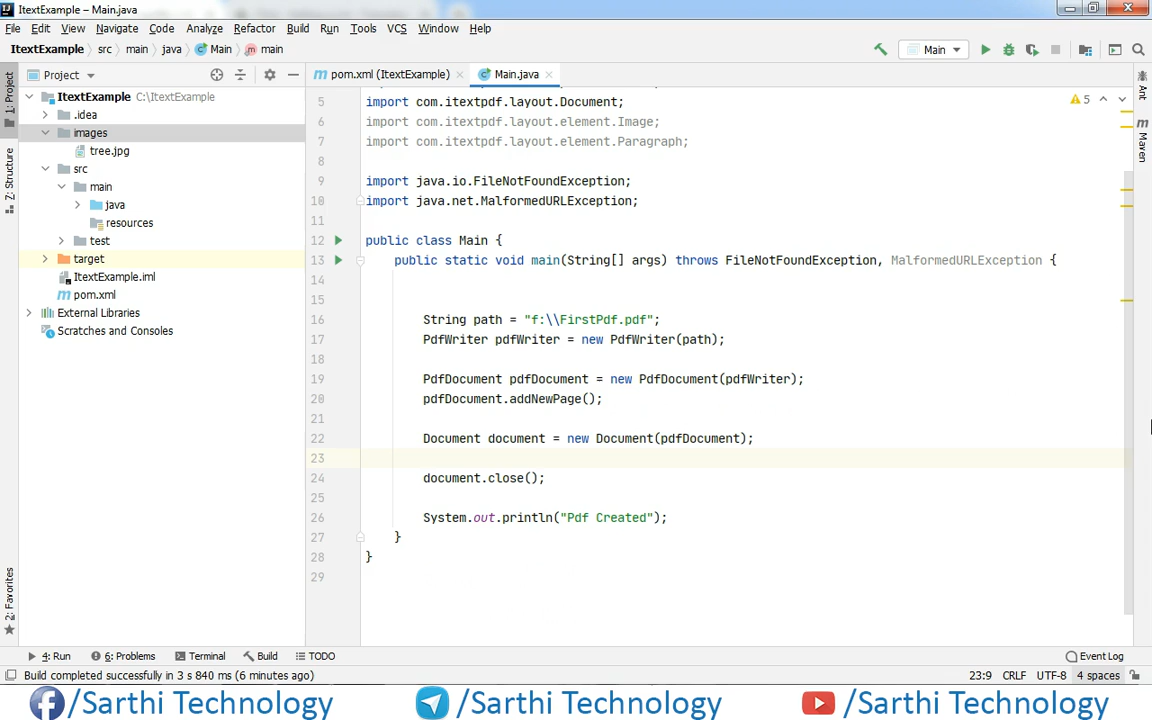 ItextExample – Main.java
File Edit View Navigate Code Analyze Refactor Build Run Tools VCS Window Help
ItextExample src main java Main main
Main
1: Project
Z: Structure
2: Favorites
Project
pom.xml (ItextExample)
Main.java
ItextExample C:\ItextExample
.idea
images
tree.jpg
src
main
java
resources
test
target
ItextExample.iml
pom.xml
External Libraries
Scratches and Consoles
5
Ant
Maven
5 import com.itextpdf.layout.Document;
6 import com.itextpdf.layout.element.Image;
7 import com.itextpdf.layout.element.Paragraph;
8
9 import java.io.FileNotFoundException;
10 import java.net.MalformedURLException;
11
12 public class Main {
13 public static void main(String[] args) throws FileNotFoundException, MalformedURLException {
14
15
16 String path = "f:\\FirstPdf.pdf";
17 PdfWriter pdfWriter = new PdfWriter(path);
18
19 PdfDocument pdfDocument = new PdfDocument(pdfWriter);
20 pdfDocument.addNewPage();
21
22 Document document = new Document(pdfDocument);
23
24 document.close();
25
26 System.out.println("Pdf Created");
27 }
28 }
29
4: Run 6: Problems Terminal Build TODO Event Log
Build completed successfully in 3 s 840 ms (6 minutes ago) 23:9 CRLF UTF-8 4 spaces
/Sarthi Technology /Sarthi Technology /Sarthi Technology